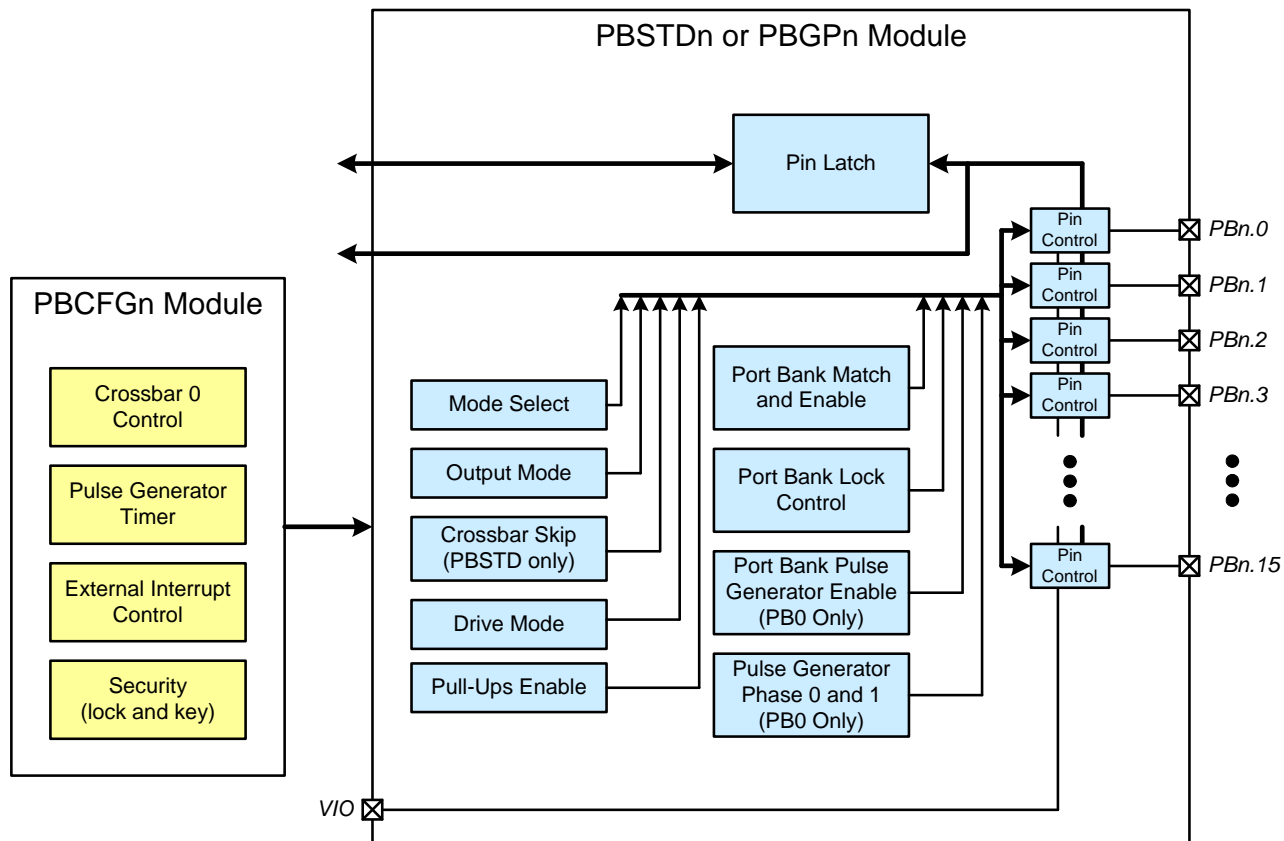 PBSTDn or PBGPn Module
Pin Latch
Pin
Control
PBn.0
Pin
Control
PBn.1
Pin
Control
PBn.2
Pin
Control
PBn.3
Pin
Control
PBn.15
PBCFGn Module
Crossbar 0
Control
Pulse Generator
Timer
External Interrupt
Control
Security
(lock and key)
Mode Select
Output Mode
Crossbar Skip
(PBSTD only)
Drive Mode
Pull-Ups Enable
Port Bank Match
and Enable
Port Bank Lock
Control
Port Bank Pulse
Generator Enable
(PB0 Only)
Pulse Generator
Phase 0 and 1
(PB0 Only)
VIO